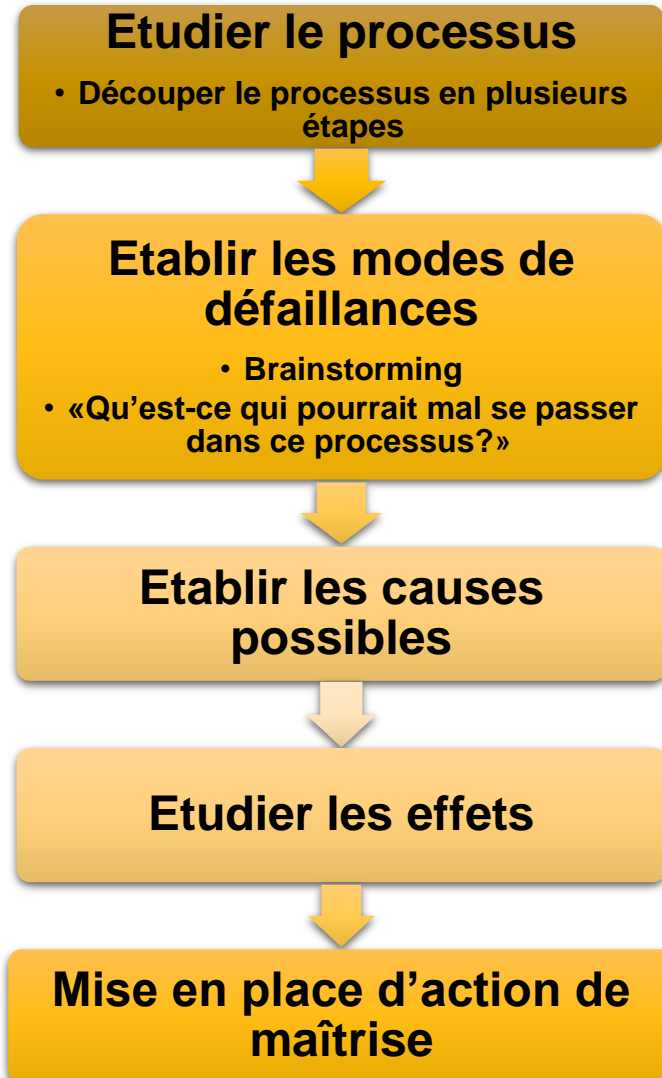 Etudier le processus
• Découper le processus en plusieurs
étapes
Etablir les modes de
défaillances
• Brainstorming
• «Qu’est-ce qui pourrait mal se passer
dans ce processus?»
Etablir les causes
possibles
Etudier les effets
Mise en place d’action de
maîtrise